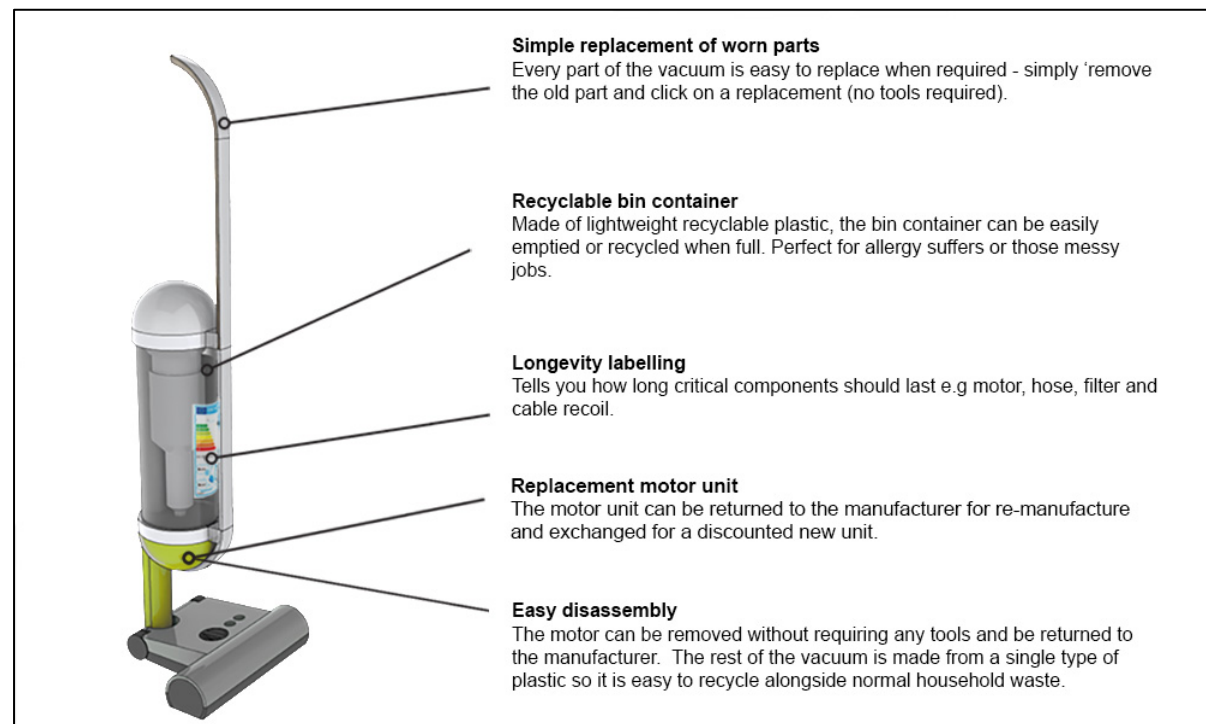 Simple replacement of worn parts
Every part of the vacuum is easy to replace when required - simply ‘remove
the old part and click on a replacement (no tools required).
Recyclable bin container
Made of lightweight recyclable plastic, the bin container can be easily
emptied or recycled when full. Perfect for allergy suffers or those messy
jobs.
Longevity labelling
Tells you how long critical components should last e.g motor, hose, filter and
cable recoil.
Replacement motor unit
The motor unit can be returned to the manufacturer for re-manufacture
and exchanged for a discounted new unit.
Easy disassembly
The motor can be removed without requiring any tools and be returned to
the manufacturer.  The rest of the vacuum is made from a single type of
plastic so it is easy to recycle alongside normal household waste.